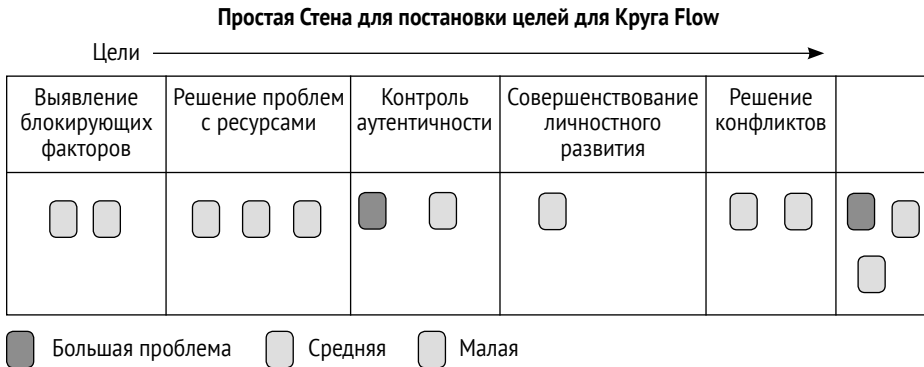 Простая Стена для постановки целей для Круга Flow
Цели
Выявление
блокирующих
факторов
Решение проблем
с ресурсами
Контроль
аутентичности
Совершенствование
личностного
развития
Решение
конфликтов
Большая проблема
Средняя
Малая